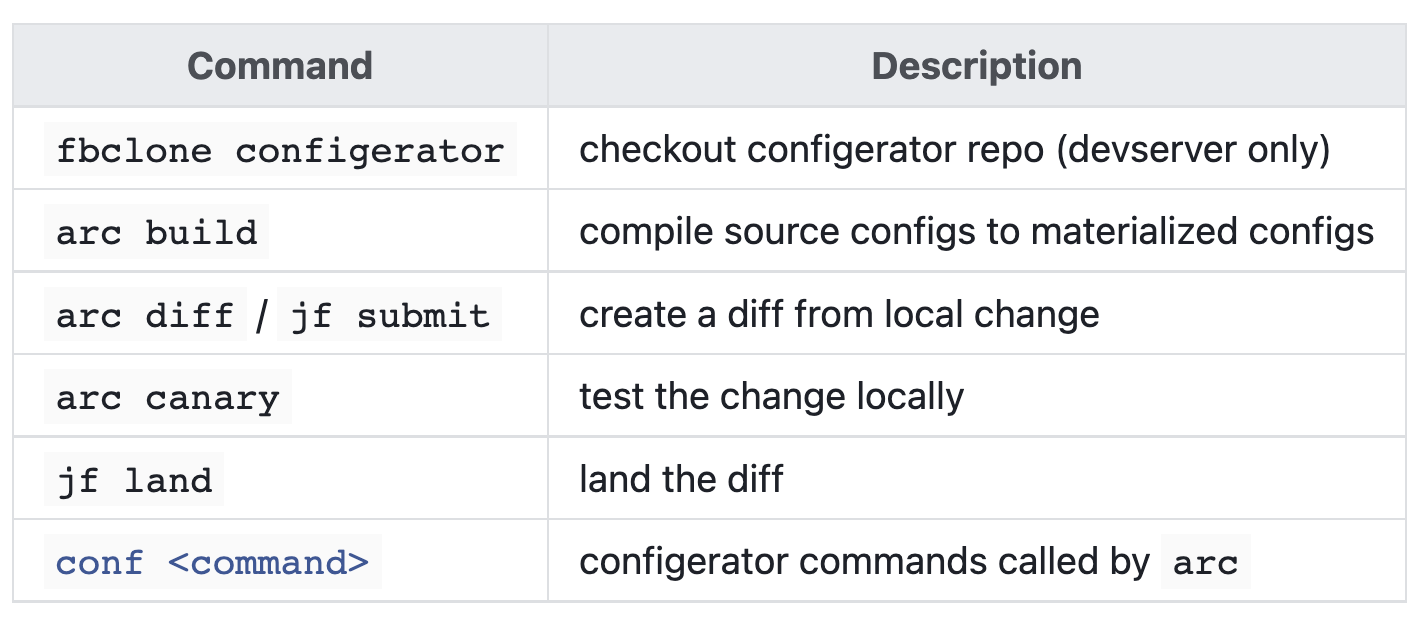 Command Description
fbclone configerator checkout configerator repo (devserver only)
arc build compile source configs to materialized configs
arc diff / jf submit create a diff from local change
arc canary test the change locally
jf land land the diff
conf <command> configerator commands called by arc